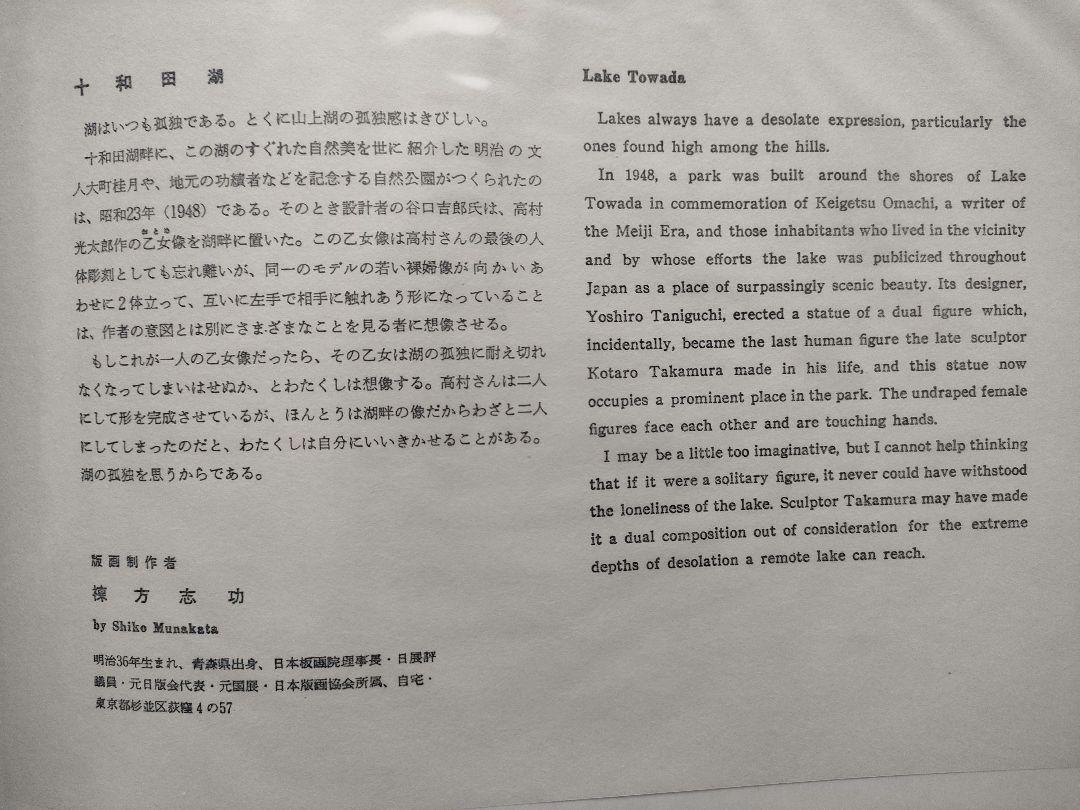 十和田湖
湖はいつも孤独である。とくに山上湖の孤独感はきびしい。
十和田湖畔に、この湖のすぐれた自然美を世に紹介した明治の文
人大町桂月や、地元の功績者などを記念する自然公園がつくられたの
は、昭和23年（1948）である。そのとき設計者の谷口吉郎氏は、高村
おとめ
光太郎作の乙女像を湖畔に置いた。この乙女像は高村さんの最後の人
体彫刻としても忘れ難いが、同一のモデルの若い裸婦像が向かいあ
わせに2体立って、互いに左手で相手に触れあう形になっていること
は、作者の意図とは別にさまざまなことを見る者に想像させる。
もしこれが一人の乙女像だったら、その乙女は湖の孤独に耐え切れ
なくなってしまいはせぬか、とわたくしは想像する。高村さんは二人
にして形を完成させているが、ほんとうは湖畔の像だからわざと二人
にしてしまったのだと、わたくしは自分にいいきかせることがある。
湖の孤独を思うからである。
版画制作者
棟方志功
by Shiko Munakata
明治36年生まれ、青森県出身、日本板画院理事長・日展評
議員・元日版会代表・元国展・日本版画協会所属、自宅・
東京都杉並区荻窪4の57
Lake Towada
Lakes always have a desolate expression, particularly the
ones found high among the hills.
In 1948, a park was built around the shores of Lake
Towada in commemoration of Keigetsu Omachi, a writer of
the Meiji Era, and those inhabitants who lived in the vicinity
and by whose efforts the lake was publicized throughout
Japan as a place of surpassingly scenic beauty. Its designer,
Yoshiro Taniguchi, erected a statue of a dual figure which,
incidentally, became the last human figure the late sculptor
Kotaro Takamura made in his life, and this statue now
occupies a prominent place in the park. The undraped female
figures face each other and are touching hands.
I may be a little too imaginative, but I cannot help thinking
that if it were a solitary figure, it never could have withstood
the loneliness of the lake. Sculptor Takamura may have made
it a dual composition out of consideration for the extreme
depths of desolation a remote lake can reach.